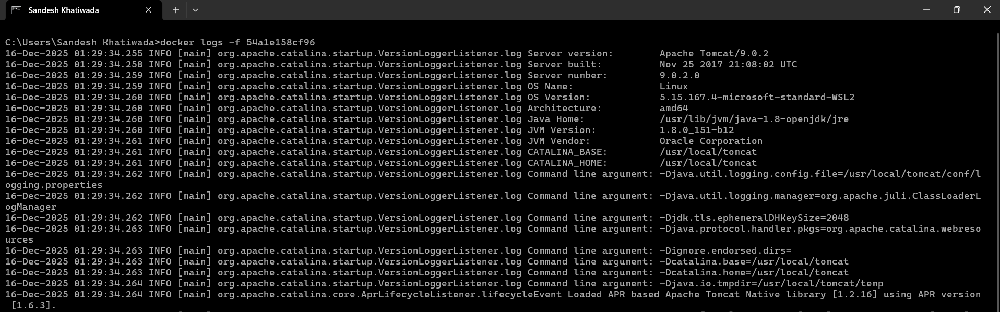 Sandesh Khatiwada
C:\Users\Sandesh Khatiwada>docker logs -f 54a1e158cf96
16-Dec-2025 01:29:34.255 INFO [main] org.apache.catalina.startup.VersionLoggerListener.log Server version:        Apache Tomcat/9.0.2
16-Dec-2025 01:29:34.258 INFO [main] org.apache.catalina.startup.VersionLoggerListener.log Server built:          Nov 25 2017 21:08:02 UTC
16-Dec-2025 01:29:34.259 INFO [main] org.apache.catalina.startup.VersionLoggerListener.log Server number:         9.0.2.0
16-Dec-2025 01:29:34.259 INFO [main] org.apache.catalina.startup.VersionLoggerListener.log OS Name:               Linux
16-Dec-2025 01:29:34.260 INFO [main] org.apache.catalina.startup.VersionLoggerListener.log OS Version:            5.15.167.4-microsoft-standard-WSL2
16-Dec-2025 01:29:34.260 INFO [main] org.apache.catalina.startup.VersionLoggerListener.log Architecture:          amd64
16-Dec-2025 01:29:34.260 INFO [main] org.apache.catalina.startup.VersionLoggerListener.log Java Home:             /usr/lib/jvm/java-1.8-openjdk/jre
16-Dec-2025 01:29:34.260 INFO [main] org.apache.catalina.startup.VersionLoggerListener.log JVM Version:           1.8.0_151-b12
16-Dec-2025 01:29:34.261 INFO [main] org.apache.catalina.startup.VersionLoggerListener.log JVM Vendor:            Oracle Corporation
16-Dec-2025 01:29:34.261 INFO [main] org.apache.catalina.startup.VersionLoggerListener.log CATALINA_BASE:         /usr/local/tomcat
16-Dec-2025 01:29:34.261 INFO [main] org.apache.catalina.startup.VersionLoggerListener.log CATALINA_HOME:         /usr/local/tomcat
16-Dec-2025 01:29:34.262 INFO [main] org.apache.catalina.startup.VersionLoggerListener.log Command line argument: -Djava.util.logging.config.file=/usr/local/tomcat/conf/l
ogging.properties
16-Dec-2025 01:29:34.262 INFO [main] org.apache.catalina.startup.VersionLoggerListener.log Command line argument: -Djava.util.logging.manager=org.apache.juli.ClassLoaderL
ogManager
16-Dec-2025 01:29:34.262 INFO [main] org.apache.catalina.startup.VersionLoggerListener.log Command line argument: -Djdk.tls.ephemeralDHKeySize=2048
16-Dec-2025 01:29:34.263 INFO [main] org.apache.catalina.startup.VersionLoggerListener.log Command line argument: -Djava.protocol.handler.pkgs=org.apache.catalina.webreso
urces
16-Dec-2025 01:29:34.263 INFO [main] org.apache.catalina.startup.VersionLoggerListener.log Command line argument: -Dignore.endorsed.dirs=
16-Dec-2025 01:29:34.263 INFO [main] org.apache.catalina.startup.VersionLoggerListener.log Command line argument: -Dcatalina.base=/usr/local/tomcat
16-Dec-2025 01:29:34.263 INFO [main] org.apache.catalina.startup.VersionLoggerListener.log Command line argument: -Dcatalina.home=/usr/local/tomcat
16-Dec-2025 01:29:34.264 INFO [main] org.apache.catalina.startup.VersionLoggerListener.log Command line argument: -Djava.io.tmpdir=/usr/local/tomcat/temp
16-Dec-2025 01:29:34.264 INFO [main] org.apache.catalina.core.AprLifecycleListener.lifecycleEvent Loaded APR based Apache Tomcat Native library [1.2.16] using APR version
 [1.6.3].